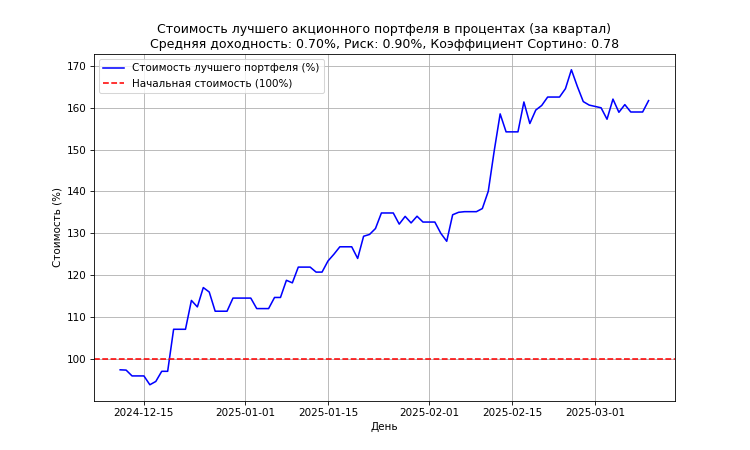 Стоимость лучшего акционного портфеля в процентах (за квартал)
Средняя доходность: 0.70%, Риск: 0.90%, Коэффициент Сортино: 0.78
Стоимость лучшего портфеля (%)
Начальная стоимость (100%)
Стоимость (%)
170
160
150
140
130
120
110
100
2024-12-15
2025-01-01
2025-01-15
2025-02-01
2025-02-15
2025-03-01
День